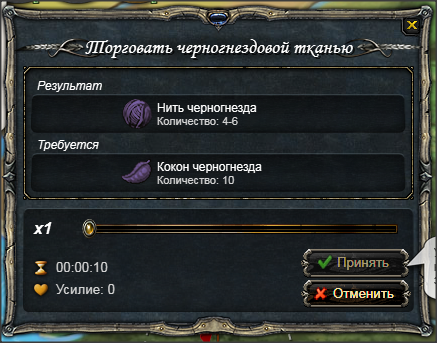 Торговать черногнездовой тканью
Результат
Нить черногнезда
Количество: 4-6
Требуется
Кокон черногнезда
Количество: 10
x1
00:00:10
Принять
Усилие: 0
Отменить